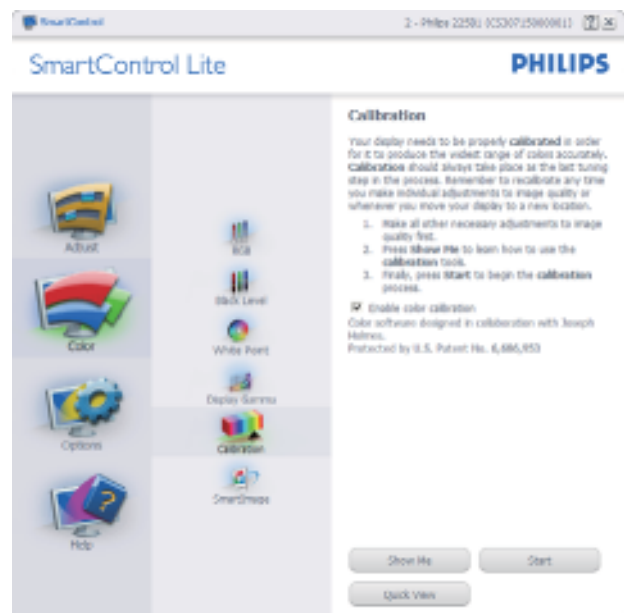 SmartControl
2 - Philips 225B1 (CS30715000001)
SmartControl Lite
PHILIPS
Adjust
Color
Options
Help
RGB
Black Level
White Point
Display Gamma
Calibration
SmartImage
Calibration
Your display needs to be properly calibrated in order
for it to produce the widest range of colors accurately.
Calibration should always take place as the last tuning
step in the process. Remember to recalibrate any time
you make individual adjustments to image quality or
whenever you move your display to a new location.
1. Make all other necessary adjustments to image
quality first.
2. Press Show Me to learn how to use the
calibration tools.
3. Finally, press Start to begin the calibration
process.
Enable color calibration
Color software designed in collaboration with Joseph
Holmes.
Protected by U.S. Patent No. 6,686,953
Show Me
Start
Quick View